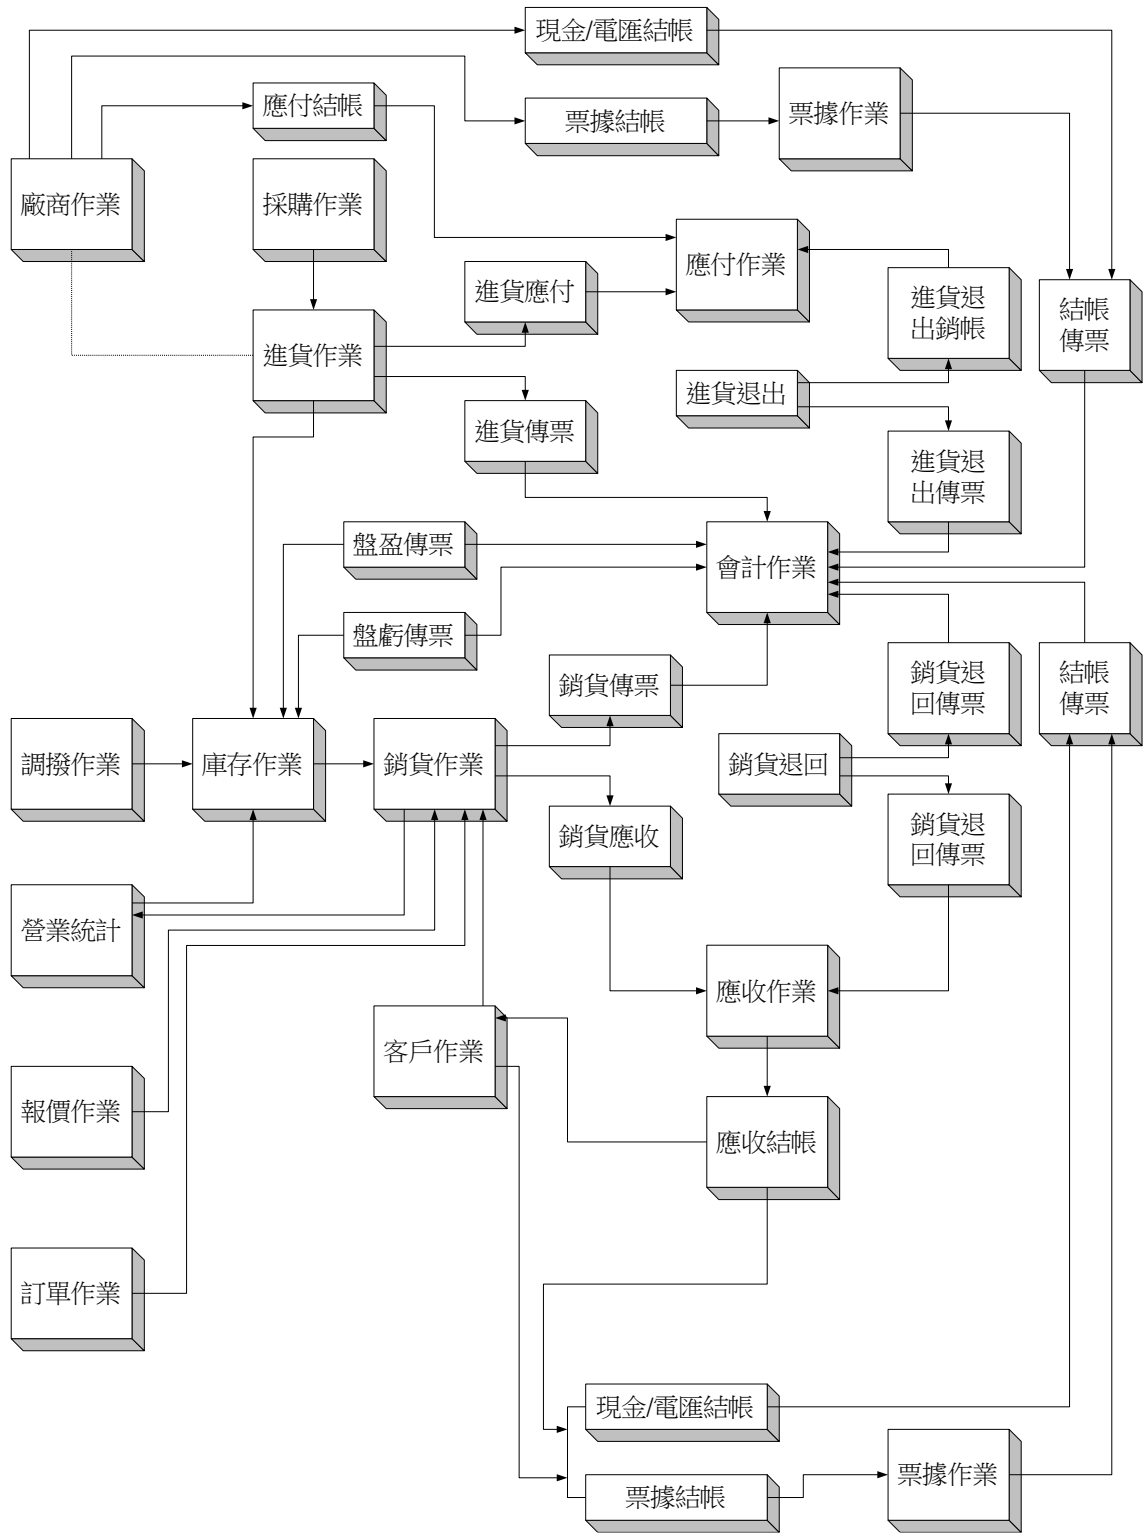 現金/電匯結帳
應付結帳
票據結帳
票據作業
廠商作業
採購作業
應付作業
進貨應付
進貨退
出銷帳
結帳
傳票
進貨作業
進貨退出
進貨傳票
進貨退
出傳票
盤盈傳票
會計作業
盤虧傳票
銷貨傳票
銷貨退
回傳票
結帳
傳票
調撥作業
庫存作業
銷貨作業
銷貨退回
銷貨應收
銷貨退
回傳票
營業統計
應收作業
客戶作業
報價作業
應收結帳
訂單作業
現金/電匯結帳
票據作業
票據結帳